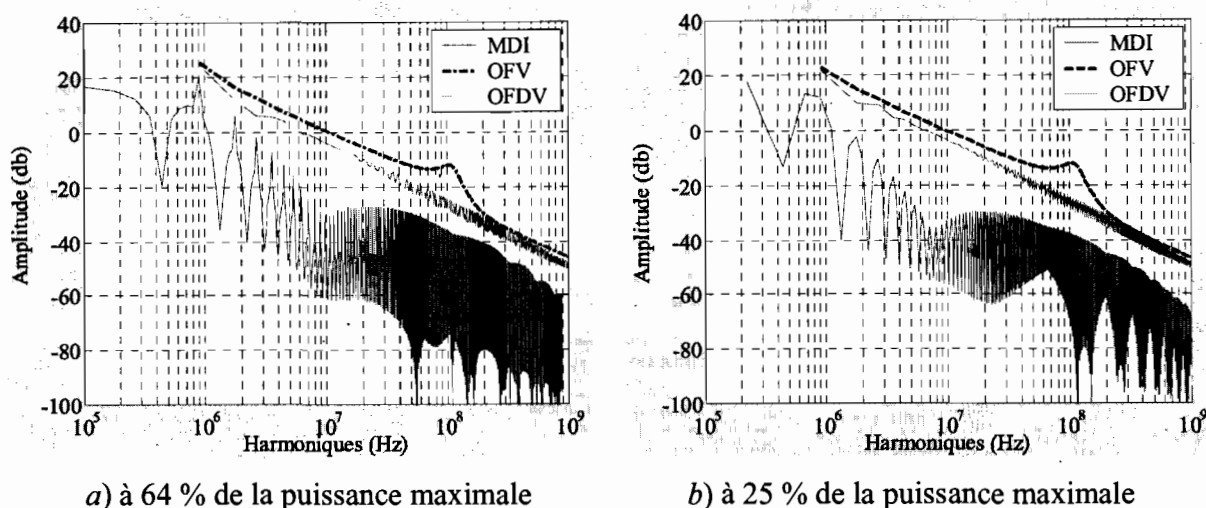 40
20
0
-20
-40
-60
-80
-100
Amplitude (db)
MDI
OFV
OFDV
10^5 10^6 10^7 10^8 10^9
Harmoniques (Hz)
a) à 64 % de la puissance maximale
40
20
0
-20
-40
-60
-80
-100
Amplitude (db)
MDI
OFV
OFDV
10^5 10^6 10^7 10^8 10^9
Harmoniques (Hz)
b) à 25 % de la puissance maximale